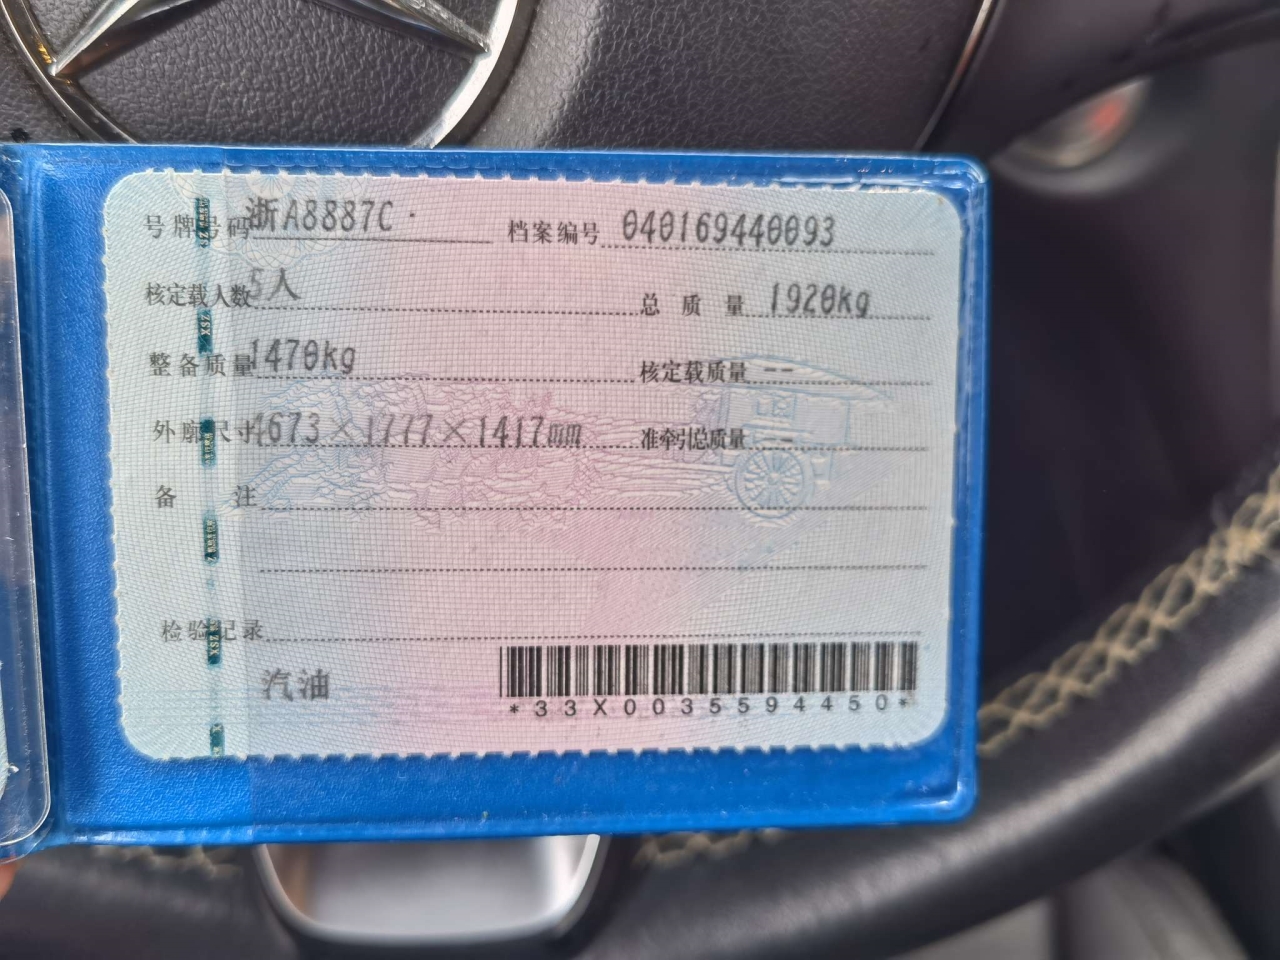 号牌号码 浙A8887C 档案编号 040169440093
核定载人数 5人 总质量 1920kg
整备质量 1470kg 核定载质量 --
外廓尺寸 4673×1777×1417mm 准牵引总质量 --
备注
检验记录
汽油
*33X0035594450*